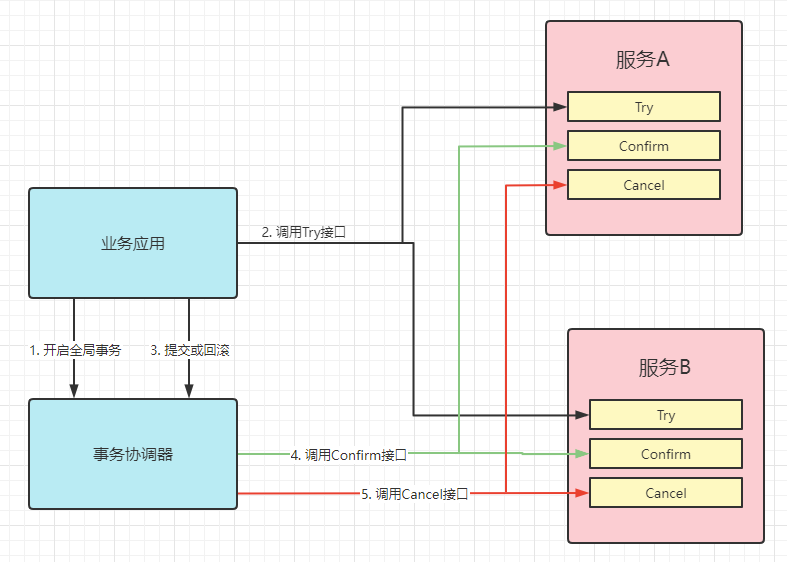 服务A
Try
Confirm
Cancel
业务应用
2. 调用Try接口
1. 开启全局事务
3. 提交或回滚
服务B
Try
Confirm
Cancel
事务协调器
4. 调用Confirm接口
5. 调用Cancel接口